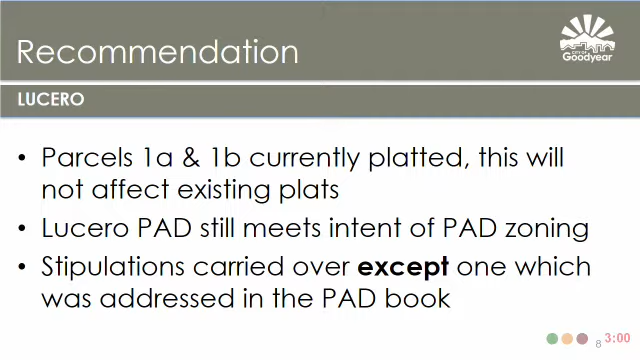 Recommendation
CITY OF
Goodyear
LUCERO
• Parcels 1a & 1b currently platted, this will
not affect existing plats
• Lucero PAD still meets intent of PAD zoning
• Stipulations carried over except one which
was addressed in the PAD book
8
3:00